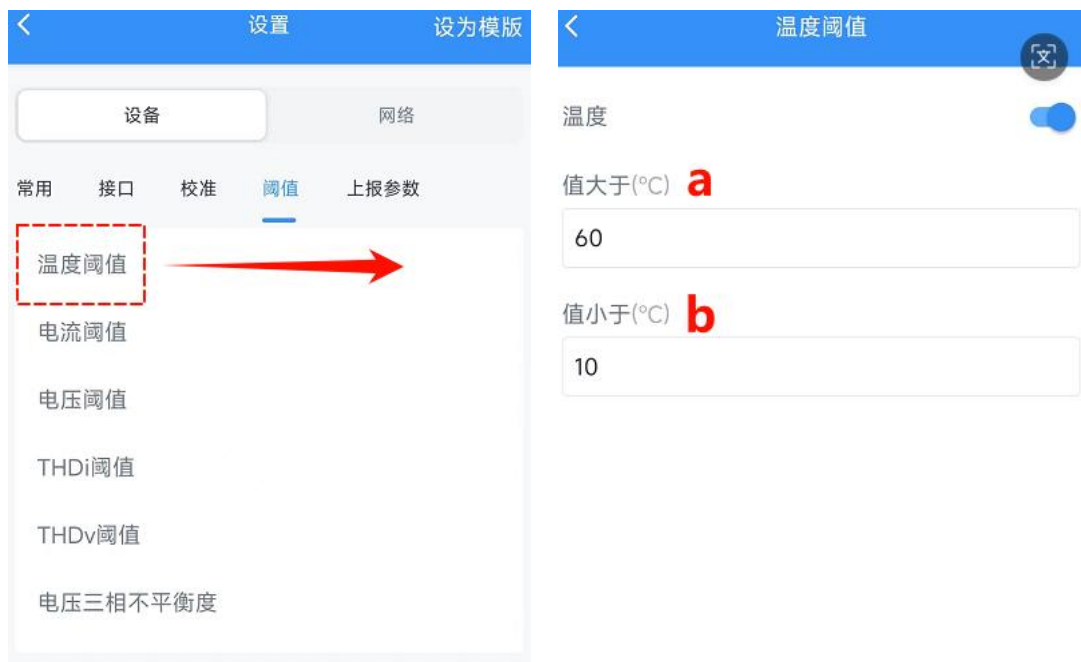 设置
设为模版
设备
网络
常用
接口
校准
阈值
上报参数
温度阈值
电流阈值
电压阈值
THDi阈值
THDv阈值
电压三相不平衡度
温度阈值
文
温度
值大于(°C) a
60
值小于(°C) b
10